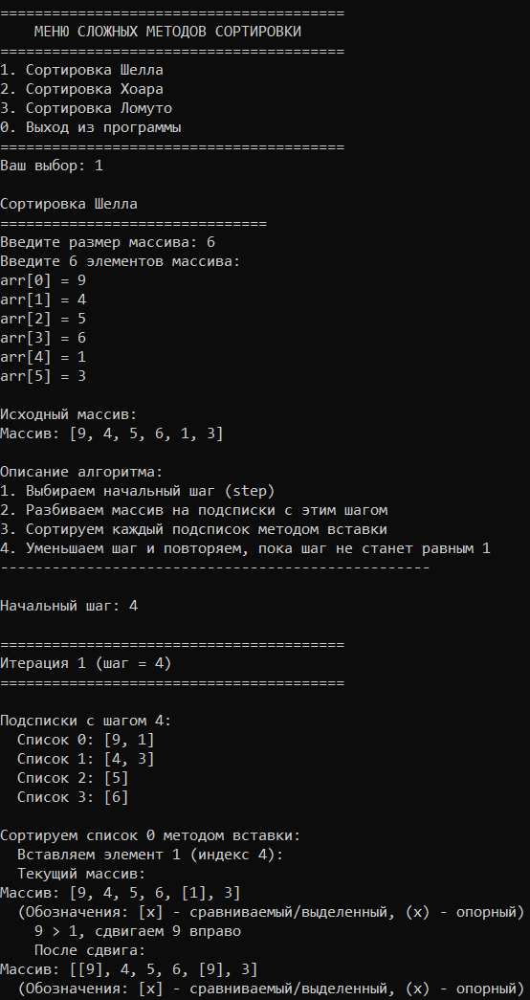 ========================================
    МЕНЮ СЛОЖНЫХ МЕТОДОВ СОРТИРОВКИ
========================================
1. Сортировка Шелла
2. Сортировка Хоара
3. Сортировка Ломуто
0. Выход из программы
========================================
Ваш выбор: 1

Сортировка Шелла
===============================
Введите размер массива: 6
Введите 6 элементов массива:
arr[0] = 9
arr[1] = 4
arr[2] = 5
arr[3] = 6
arr[4] = 1
arr[5] = 3

Исходный массив:
Массив: [9, 4, 5, 6, 1, 3]

Описание алгоритма:
1. Выбираем начальный шаг (step)
2. Разбиваем массив на подсписки с этим шагом
3. Сортируем каждый подсписок методом вставки
4. Уменьшаем шаг и повторяем, пока шаг не станет равным 1
--------------------------------------------------

Начальный шаг: 4

========================================
Итерация 1 (шаг = 4)
========================================

Подсписки с шагом 4:
  Список 0: [9, 1]
  Список 1: [4, 3]
  Список 2: [5]
  Список 3: [6]

Сортируем список 0 методом вставки:
  Вставляем элемент 1 (индекс 4):
  Текущий массив:
Массив: [9, 4, 5, 6, [1], 3]
  (Обозначения: [x] - сравниваемый/выделенный, (x) - опорный)
    9 > 1, сдвигаем 9 вправо
    После сдвига:
Массив: [[9], 4, 5, 6, [9], 3]
  (Обозначения: [x] - сравниваемый/выделенный, (x) - опорный)